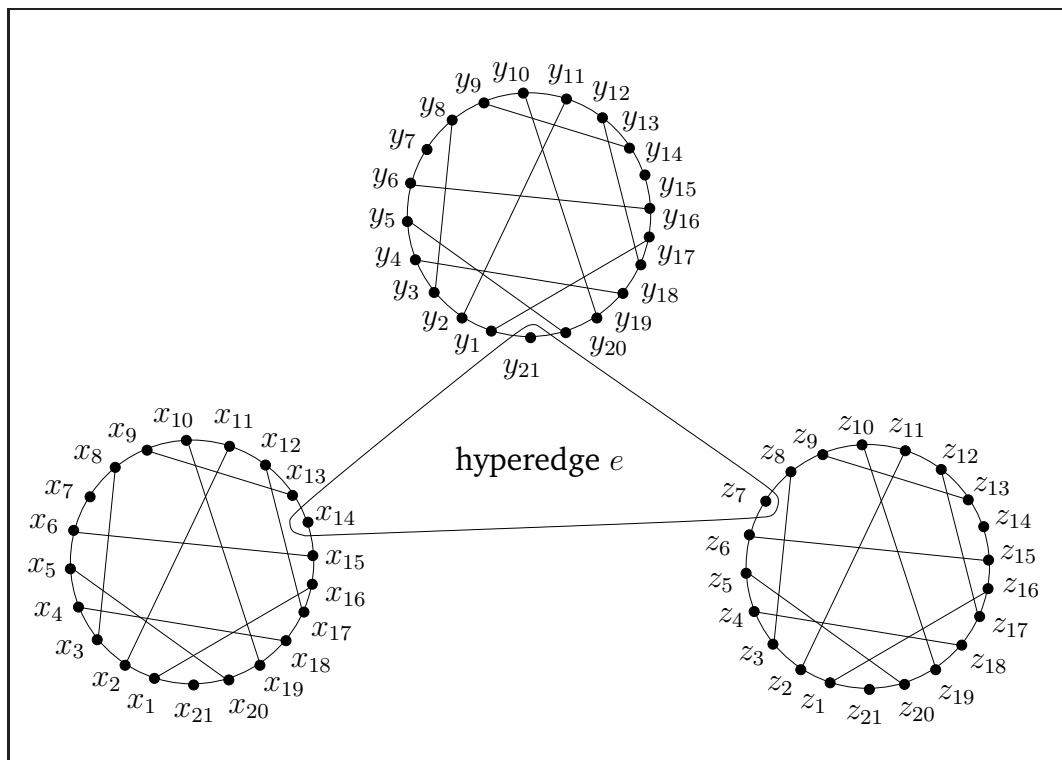 y10 y11
y9 y12
y8 y13
y7 y14
y6 y15
y5 y16
y4 y17
y3 y18
y2 y19
y1 y20
y21
hyperedge e
x10 x11
x9 x12
x8 x13
x7 x14
x6 x15
x5 x16
x4 x17
x3 x18
x2 x19
x1 x20
x21
z10 z11
z9 z12
z8 z13
z7 z14
z6 z15
z5 z16
z4 z17
z3 z18
z2 z19
z1 z20
z21